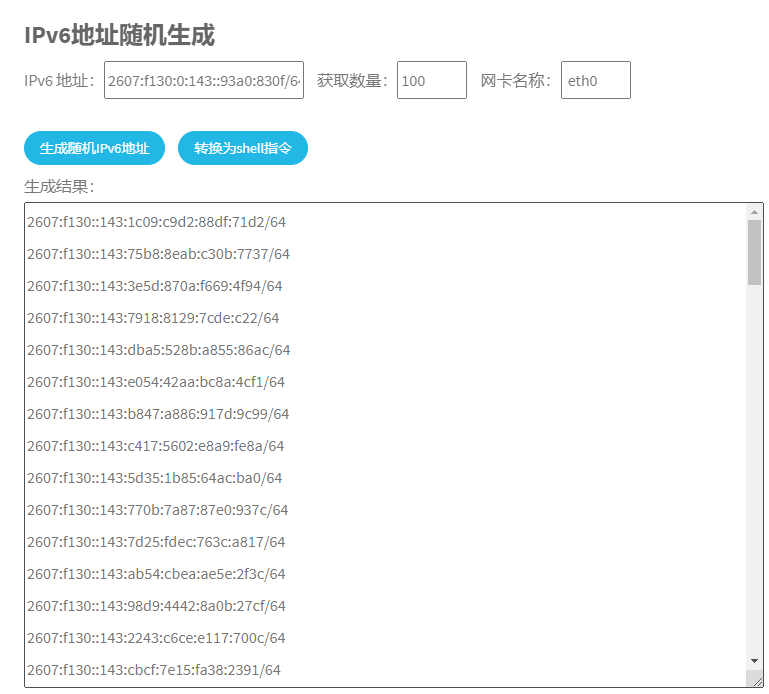 IPv6地址随机生成
IPv6 地址： 2607:f130:0:143::93a0:830f/64 获取数量： 100 网卡名称： eth0
生成随机IPv6地址 转换为shell指令
生成结果：
2607:f130::143:1c09:c9d2:88df:71d2/64
2607:f130::143:75b8:8eab:c30b:7737/64
2607:f130::143:3e5d:870a:f669:4f94/64
2607:f130::143:7918:8129:7cde:c22/64
2607:f130::143:dba5:528b:a855:86ac/64
2607:f130::143:e054:42aa:bc8a:4cf1/64
2607:f130::143:b847:a886:917d:9c99/64
2607:f130::143:c417:5602:e8a9:fe8a/64
2607:f130::143:5d35:1b85:64ac:ba0/64
2607:f130::143:770b:7a87:87e0:937c/64
2607:f130::143:7d25:fdec:763c:a817/64
2607:f130::143:ab54:cbea:ae5e:2f3c/64
2607:f130::143:98d9:4442:8a0b:27cf/64
2607:f130::143:2243:c6ce:e117:700c/64
2607:f130::143:cbcf:7e15:fa38:2391/64